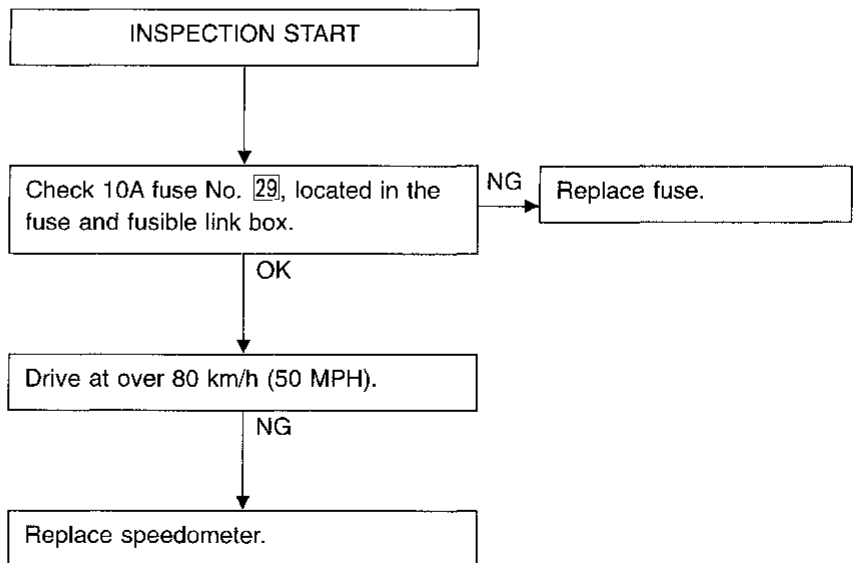 INSPECTION START
Check 10A fuse No. 29, located in the
fuse and fusible link box.
NG
Replace fuse.
OK
Drive at over 80 km/h (50 MPH).
NG
Replace speedometer.